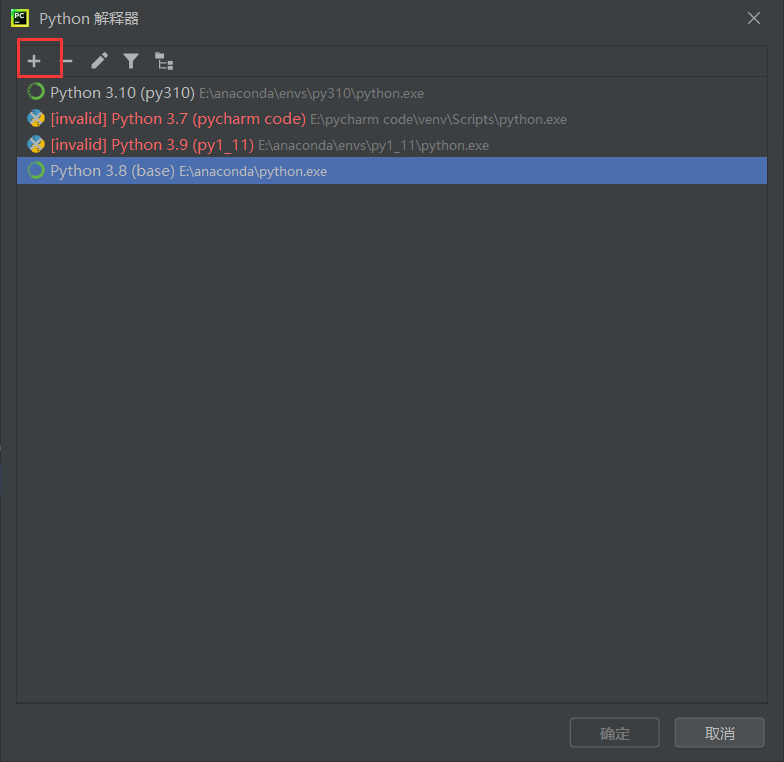 PC Python 解释器
Python 3.10 (py310) E:\anaconda\envs\py310\python.exe
[invalid] Python 3.7 (pycharm code) E:\pycharm code\venv\Scripts\python.exe
[invalid] Python 3.9 (py1_11) E:\anaconda\envs\py1_11\python.exe
Python 3.8 (base) E:\anaconda\python.exe
确定 取消